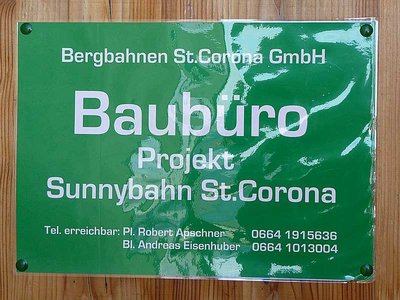 Bergbahnen St.Corona GmbH
Baubüro
Projekt
Sunnybahn St.Corona
Tel. erreichbar: Pl. Robert Apschner 0664 1915636
Bl. Andreas Eisenhuber 0664 1013004